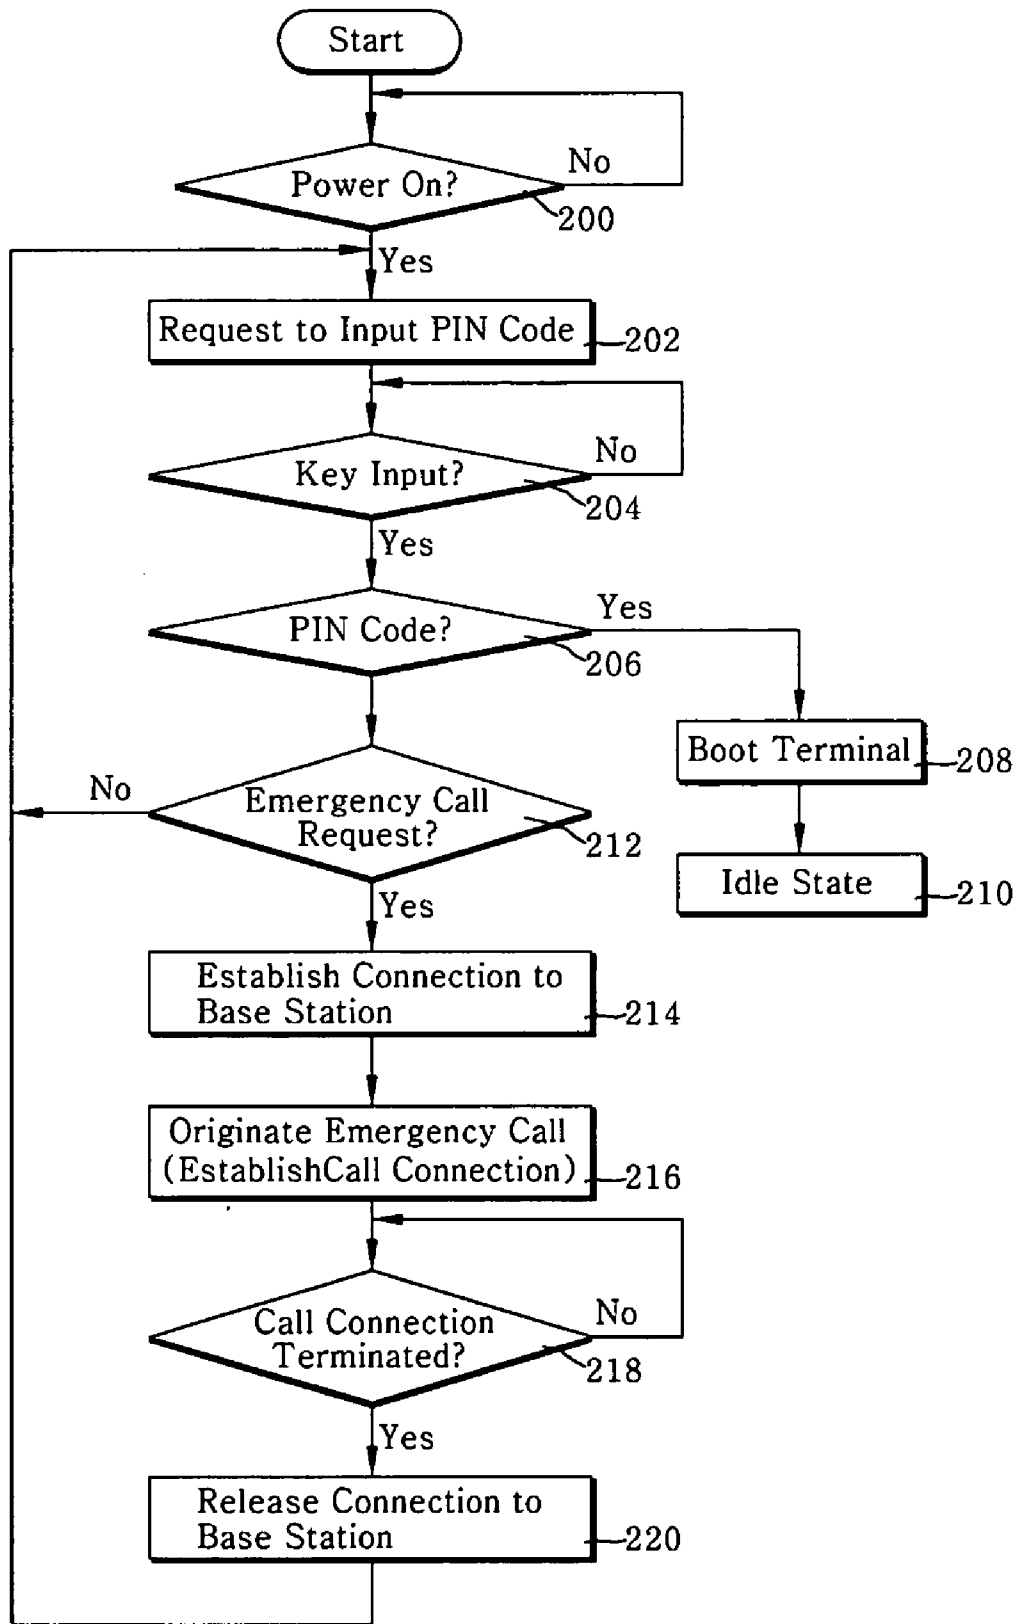 Start
No
Power On?
200
Yes
Request to Input PIN Code
202
No
Key Input?
204
Yes
PIN Code?
Yes
206
Boot Terminal
208
No
Emergency Call
Request?
212
Idle State
210
Yes
Establish Connection to
Base Station
214
Originate Emergency Call
(EstablishCall Connection)
216
No
Call Connection
Terminated?
218
Yes
Release Connection to
Base Station
220